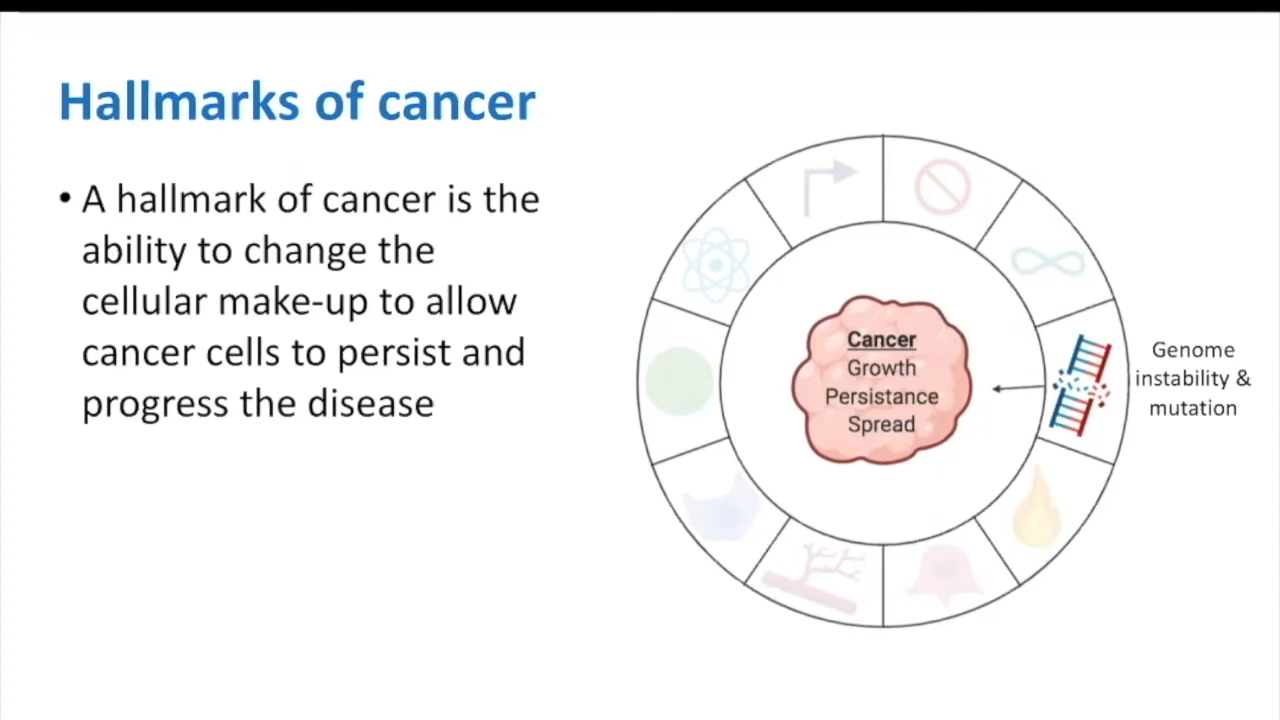 Hallmarks of cancer
• A hallmark of cancer is the
ability to change the
cellular make-up to allow
cancer cells to persist and
progress the disease
Cancer
Growth
Persistance
Spread
Genome
instability &
mutation